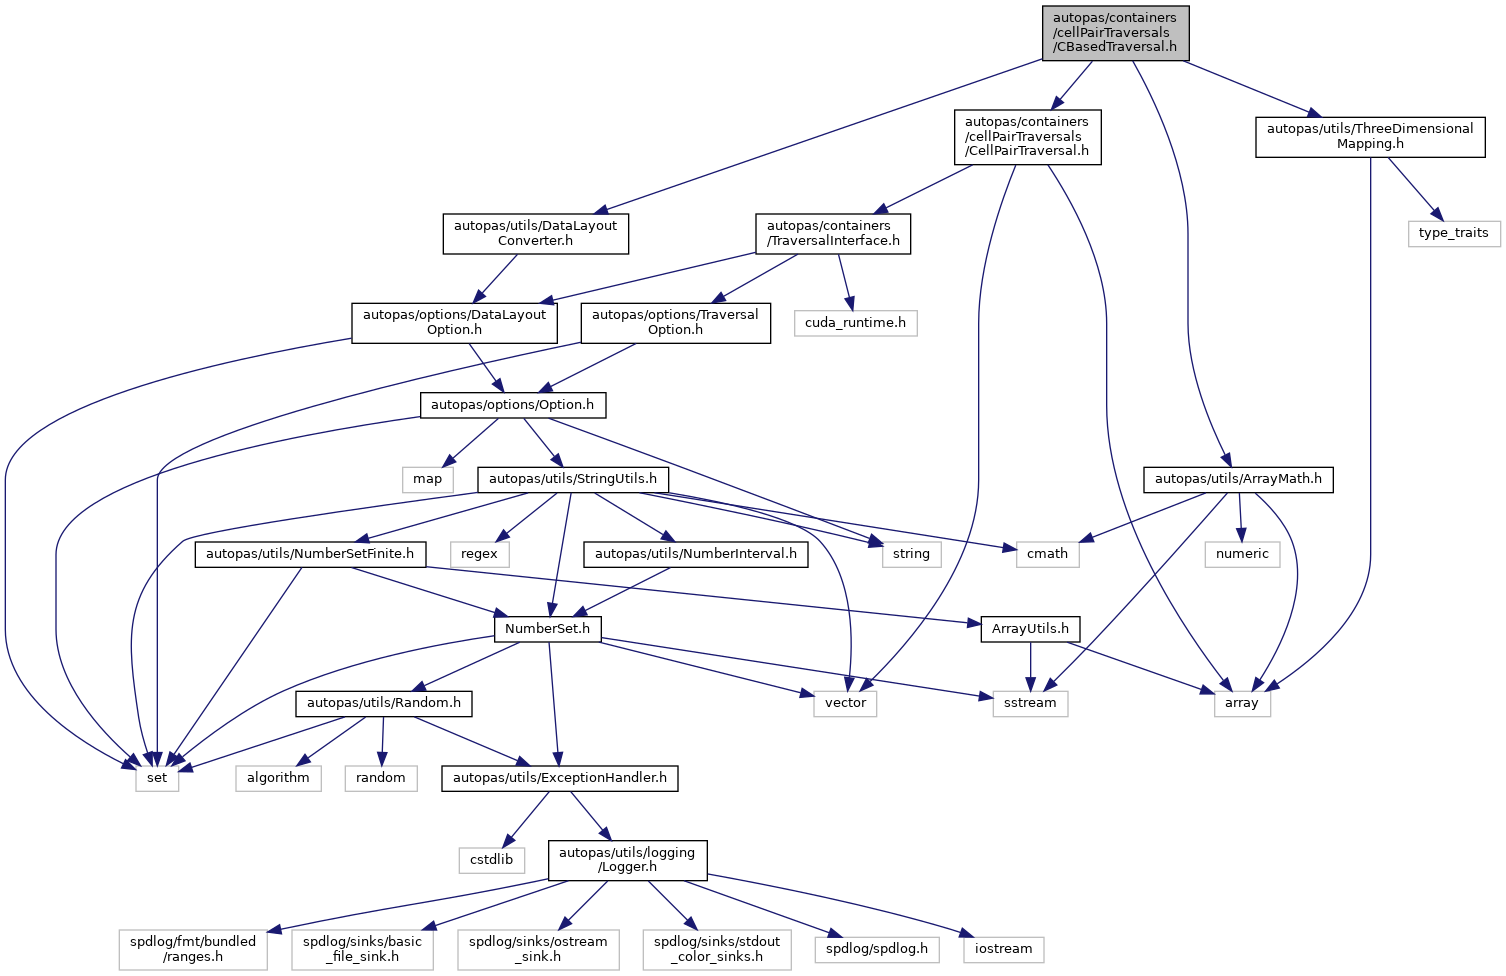 autopas/containers
/cellPairTraversals
/CBasedTraversal.h
autopas/containers
/cellPairTraversals
/CellPairTraversal.h
autopas/utils/ThreeDimensional
Mapping.h
autopas/utils/DataLayout
Converter.h
autopas/containers
/TraversalInterface.h
type_traits
autopas/options/DataLayout
Option.h
autopas/options/Traversal
Option.h
cuda_runtime.h
autopas/options/Option.h
map
autopas/utils/StringUtils.h
autopas/utils/ArrayMath.h
autopas/utils/NumberSetFinite.h
regex
autopas/utils/NumberInterval.h
string
cmath
numeric
NumberSet.h
ArrayUtils.h
autopas/utils/Random.h
vector
sstream
array
set
algorithm
random
autopas/utils/ExceptionHandler.h
cstdlib
autopas/utils/logging
/Logger.h
spdlog/fmt/bundled
/ranges.h
spdlog/sinks/basic
_file_sink.h
spdlog/sinks/ostream
_sink.h
spdlog/sinks/stdout
_color_sinks.h
spdlog/spdlog.h
iostream